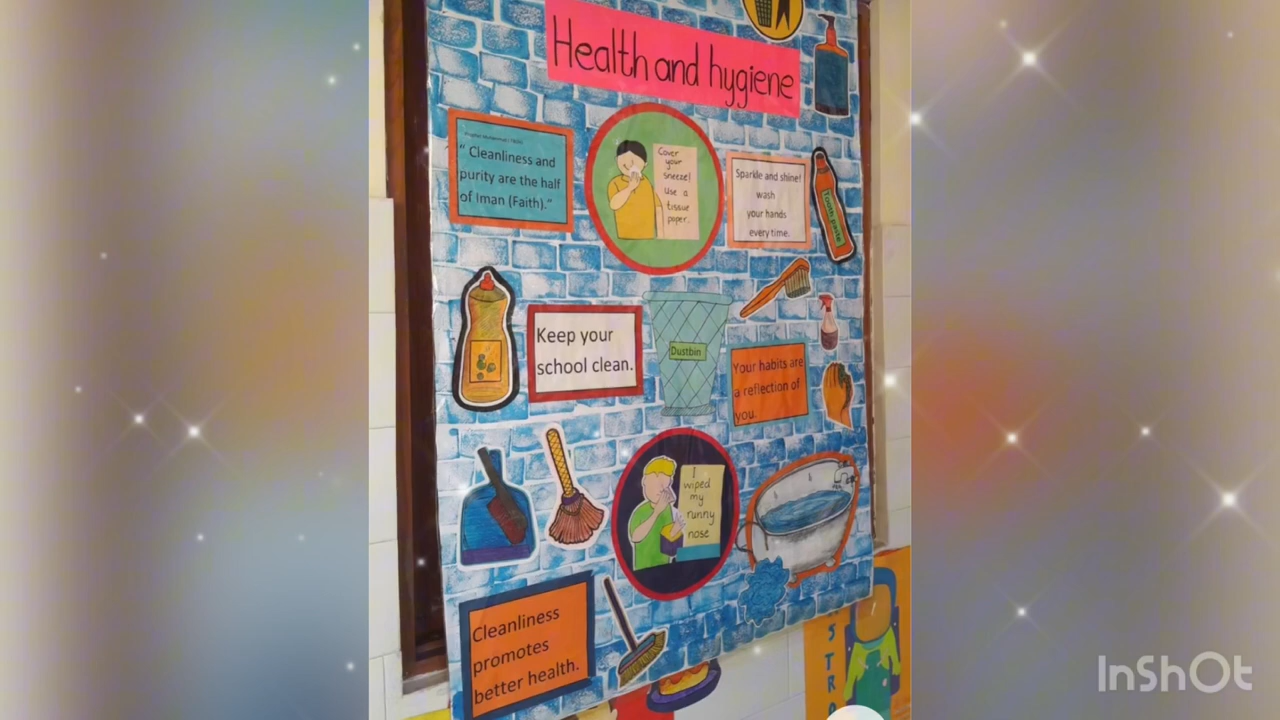 Health and hygiene
" Cleanliness and
purity are the half
of Iman (Faith)."
Cover
your
sneeze!
Use a
tissue
paper.
Sparkle and shine!
wash
your hands
every time.
Tooth paste
Keep your
school clean.
Dustbin
Your habits are
a reflection of
you.
I
wiped
my
runny
nose
Cleanliness
promotes
better health.
S
T
R
InShOt